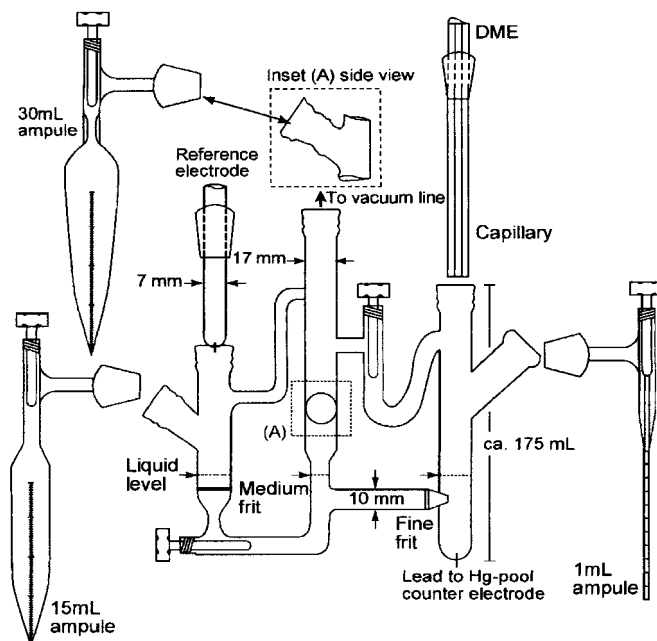 DME
Inset (A) side view
30mL
ampule
Reference
electrode
To vacuum line
Capillary
17 mm
7 mm
(A)
ca. 175 mL
Liquid
level
Medium
frit
10 mm
Fine
frit
Lead to Hg-pool
counter electrode
15mL
ampule
1mL
ampule